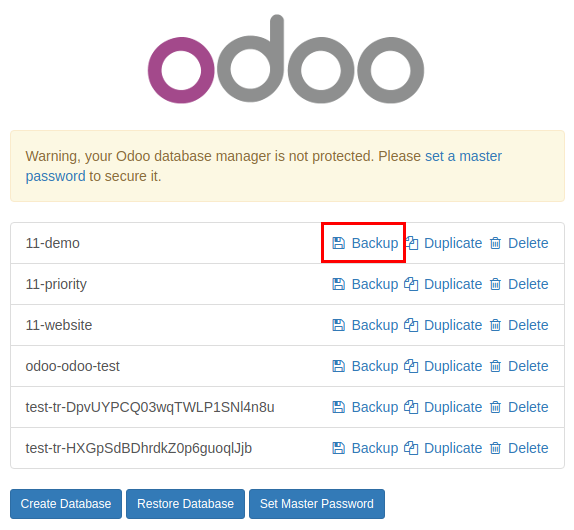 odoo
Warning, your Odoo database manager is not protected. Please set a master
password to secure it.
11-demo Backup Duplicate Delete
11-priority Backup Duplicate Delete
11-website Backup Duplicate Delete
odoo-odoo-test Backup Duplicate Delete
test-tr-DpvUYPCQ03wqTWLP1SNl4n8u Backup Duplicate Delete
test-tr-HXGpSdBDhrdkZ0p6guoqlJjb Backup Duplicate Delete
Create Database Restore Database Set Master Password